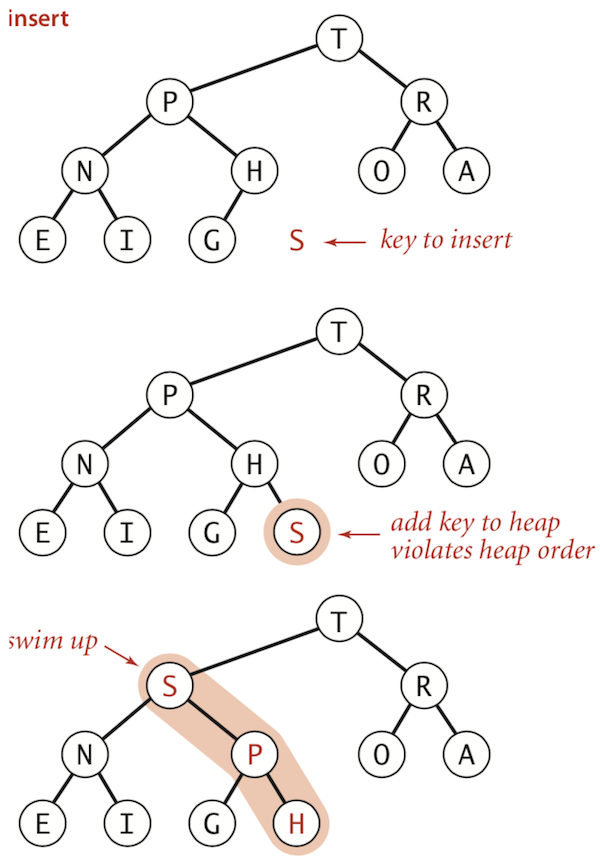 insert
T
P R
N H O A
E I G S key to insert
T
P R
N H O A
E I G S add key to heap
violates heap order
swim up T
S R
N P O A
E I G H